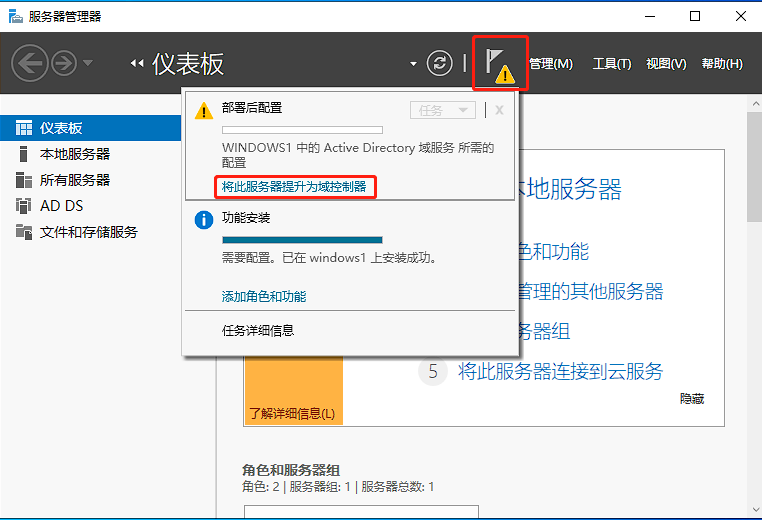 服务器管理器
仪表板
管理(M) 工具(T) 视图(V) 帮助(H)
部署后配置
任务
WINDOWS1 中的 Active Directory 域服务 所需的
配置
将此服务器提升为域控制器
功能安装
需要配置。已在 windows1 上安装成功。
添加角色和功能
任务详细信息
仪表板
本地服务器
所有服务器
AD DS
文件和存储服务
地服务器
色和功能
管理的其他服务器
务器组
5 将此服务器连接到云服务
了解详细信息(L)
隐藏
角色和服务器组
角色: 2 | 服务器组: 1 | 服务器总数: 1